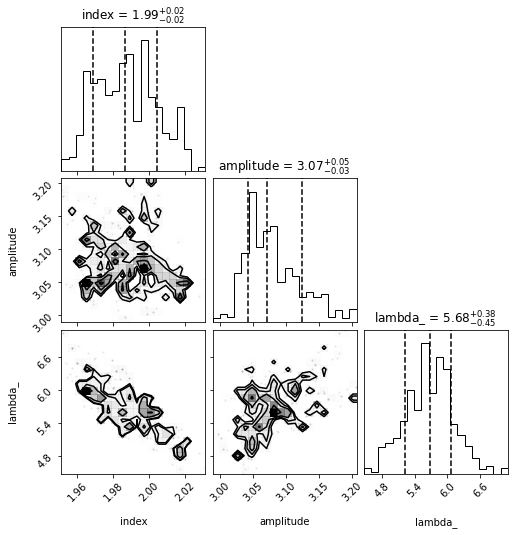 index = 1.99^{+0.02}_{-0.02}
amplitude
3.20
3.15
3.10
3.05
3.00
amplitude = 3.07^{+0.05}_{-0.03}
lambda_
6.6
6.0
5.4
4.8
lambda_ = 5.68^{+0.38}_{-0.45}
1.96 1.98 2.00 2.02 3.00 3.05 3.10 3.15 3.20 4.8 5.4 6.0 6.6
index amplitude lambda_